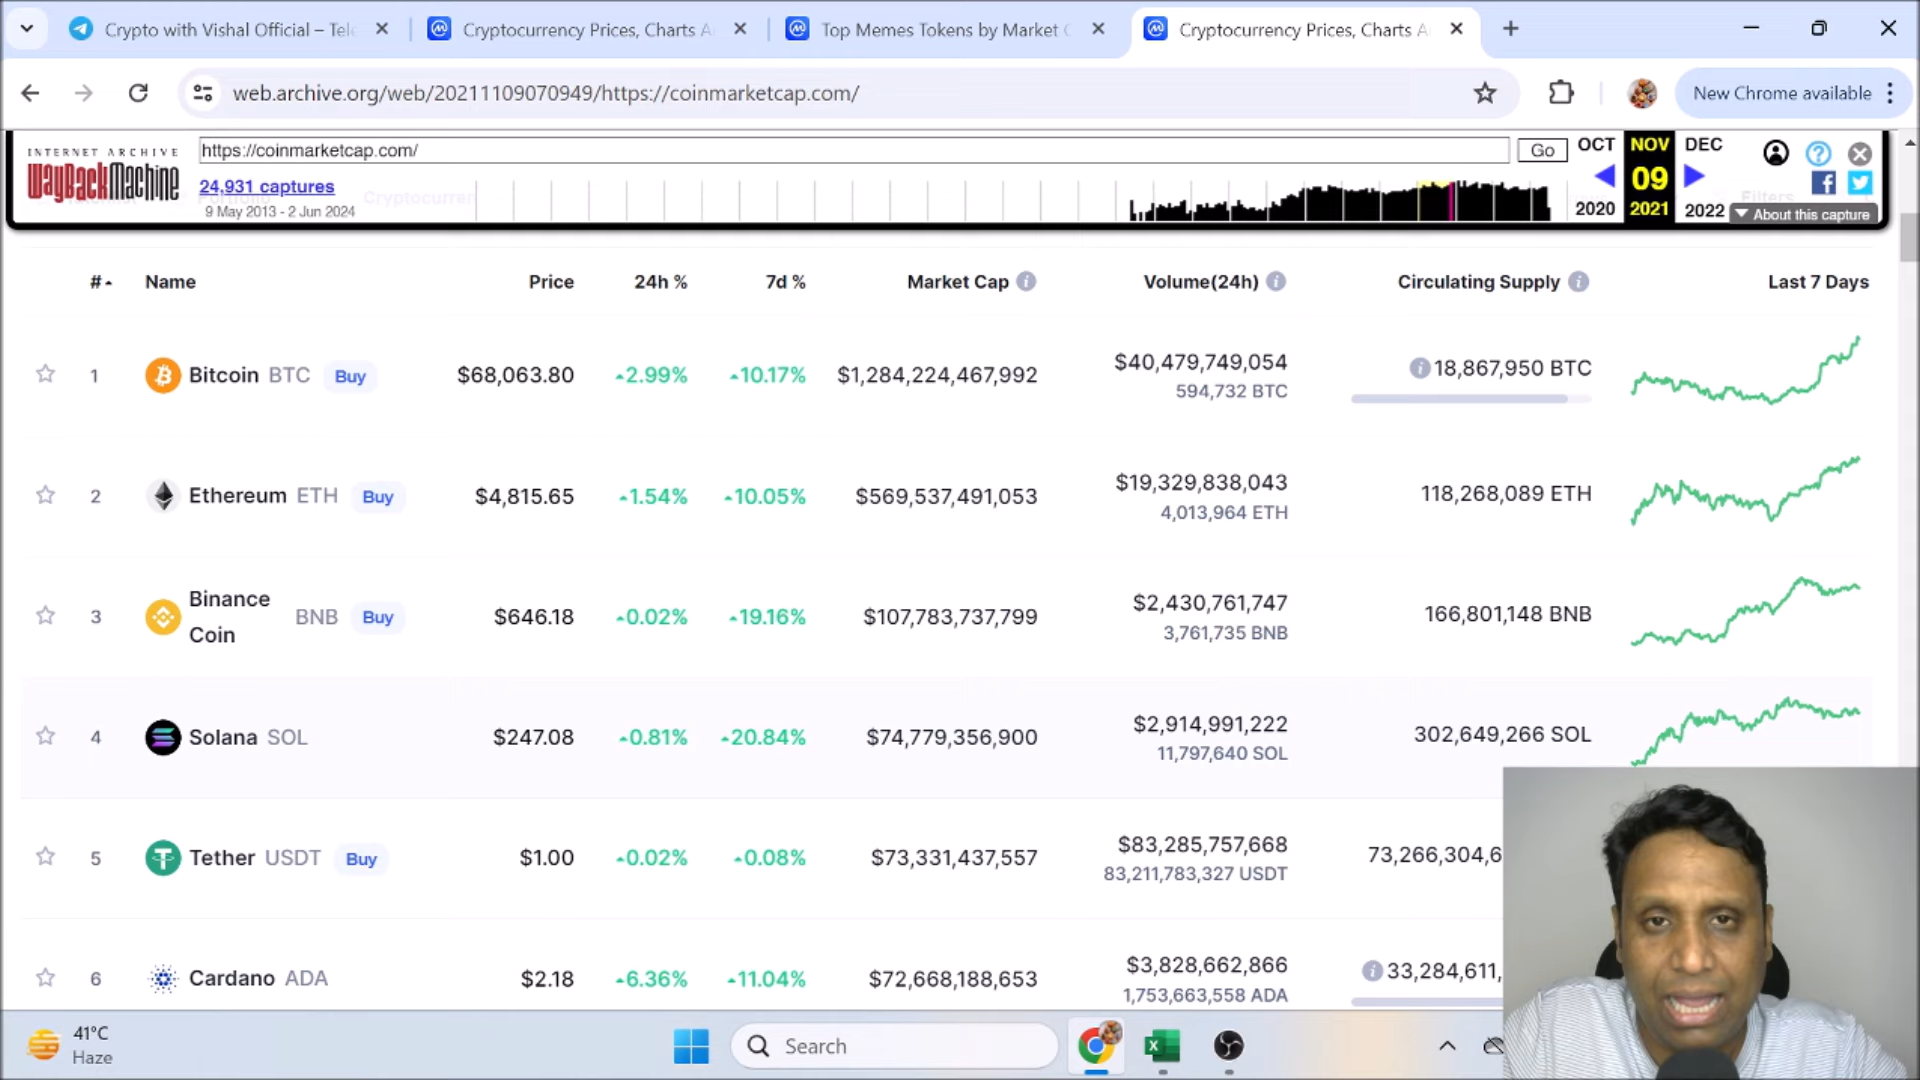 Crypto with Vishal Official – Tele
Cryptocurrency Prices, Charts A
Top Memes Tokens by Market C
Cryptocurrency Prices, Charts A
web.archive.org/web/20211109070949/https://coinmarketcap.com/
New Chrome available
INTERNET ARCHIVE
WayBackMachine
https://coinmarketcap.com/
Go
24,931 captures
9 May 2013 - 2 Jun 2024
Portfolio
Cryptocurren
OCT
NOV
DEC
09
2020
2021
2022
Filters
About this capture
# Name Price 24h % 7d % Market Cap Volume(24h) Circulating Supply Last 7 Days
1 Bitcoin BTC Buy $68,063.80 2.99% 10.17% $1,284,224,467,992 $40,479,749,054 18,867,950 BTC
594,732 BTC
2 Ethereum ETH Buy $4,815.65 1.54% 10.05% $569,537,491,053 $19,329,838,043 118,268,089 ETH
4,013,964 ETH
3 Binance Coin BNB Buy $646.18 0.02% 19.16% $107,783,737,799 $2,430,761,747 166,801,148 BNB
3,761,735 BNB
4 Solana SOL $247.08 0.81% 20.84% $74,779,356,900 $2,914,991,222 302,649,266 SOL
11,797,640 SOL
5 Tether USDT Buy $1.00 0.02% 0.08% $73,331,437,557 $83,285,757,668 73,266,304,6
83,211,783,327 USDT
6 Cardano ADA $2.18 6.36% 11.04% $72,668,188,653 $3,828,662,866 33,284,611,
1,753,663,558 ADA
41°C
Haze
Search